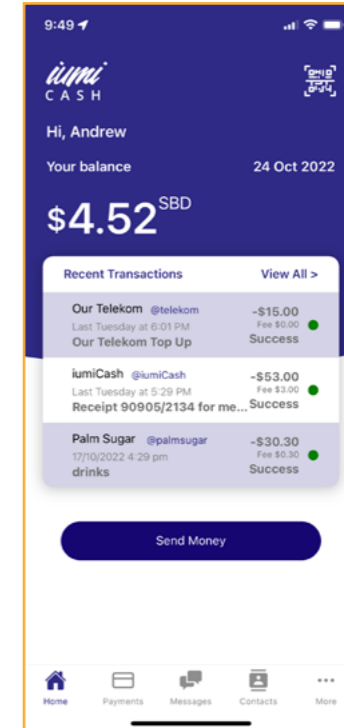 9:49
iumi
CASH
Hi, Andrew
Your balance 24 Oct 2022
$4.52 SBD
Recent Transactions View All >
Our Telekom @telekom -$15.00
Last Tuesday at 6:01 PM Fee $0.00
Our Telekom Top Up Success
iumiCash @iumiCash -$53.00
Last Tuesday at 5:29 PM Fee $3.00
Receipt 90905/2134 for me... Success
Palm Sugar @palmsugar -$30.30
17/10/2022 4:29 pm Fee $0.30
drinks Success
Send Money
Home Payments Messages Contacts More